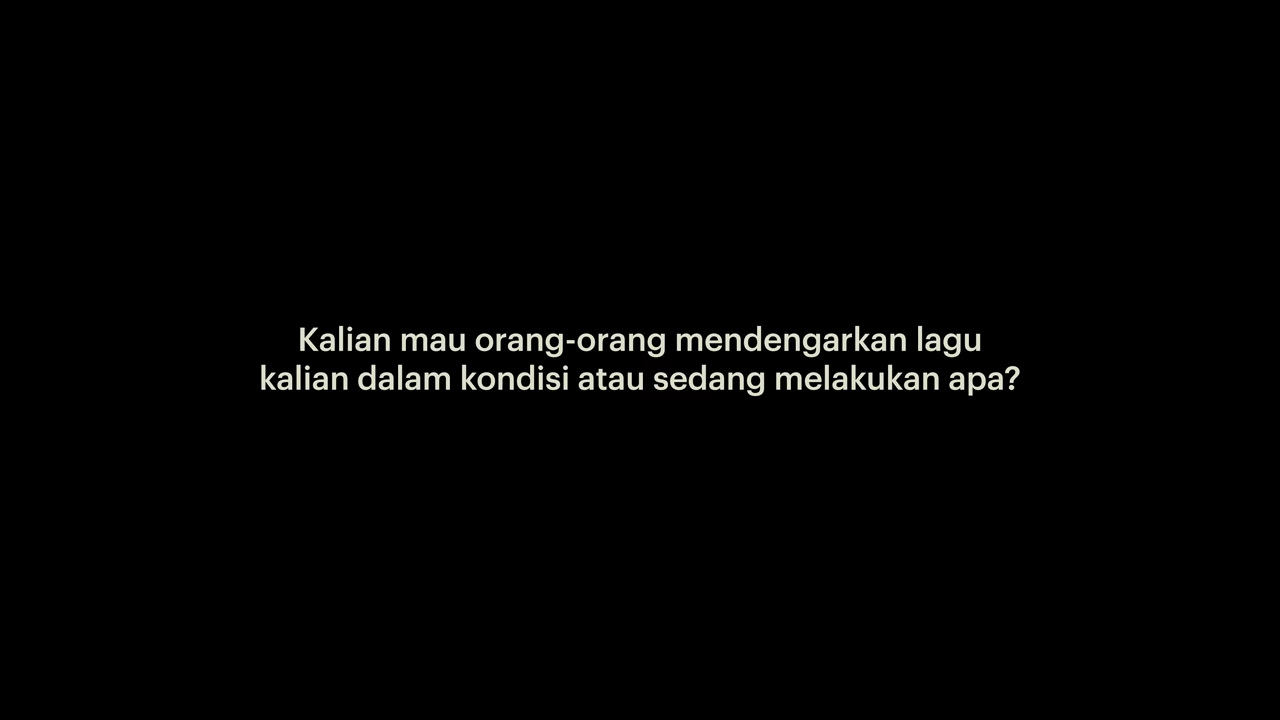 Kalian mau orang-orang mendengarkan lagu
kalian dalam kondisi atau sedang melakukan apa?